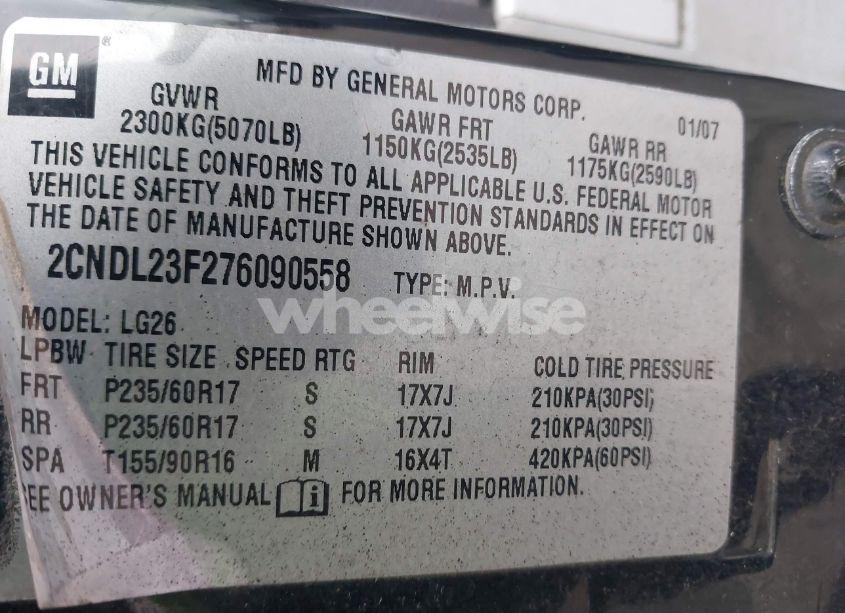 GM ®
MFD BY GENERAL MOTORS CORP. 01/07
GVWR GAWR FRT GAWR RR
2300KG(5070LB) 1150KG(2535LB) 1175KG(2590LB)
THIS VEHICLE CONFORMS TO ALL APPLICABLE U.S. FEDERAL MOTOR
VEHICLE SAFETY AND THEFT PREVENTION STANDARDS IN EFFECT ON
THE DATE OF MANUFACTURE SHOWN ABOVE.
2CNDL23F276090558 TYPE: M.P.V.
wheelwise
MODEL: LG26
LPBW TIRE SIZE SPEED RTG RIM COLD TIRE PRESSURE
FRT P235/60R17 S 17X7J 210KPA(30PSI)
RR P235/60R17 S 17X7J 210KPA(30PSI)
SPA T155/90R16 M 16X4T 420KPA(60PSI)
EE OWNER'S MANUAL i FOR MORE INFORMATION.